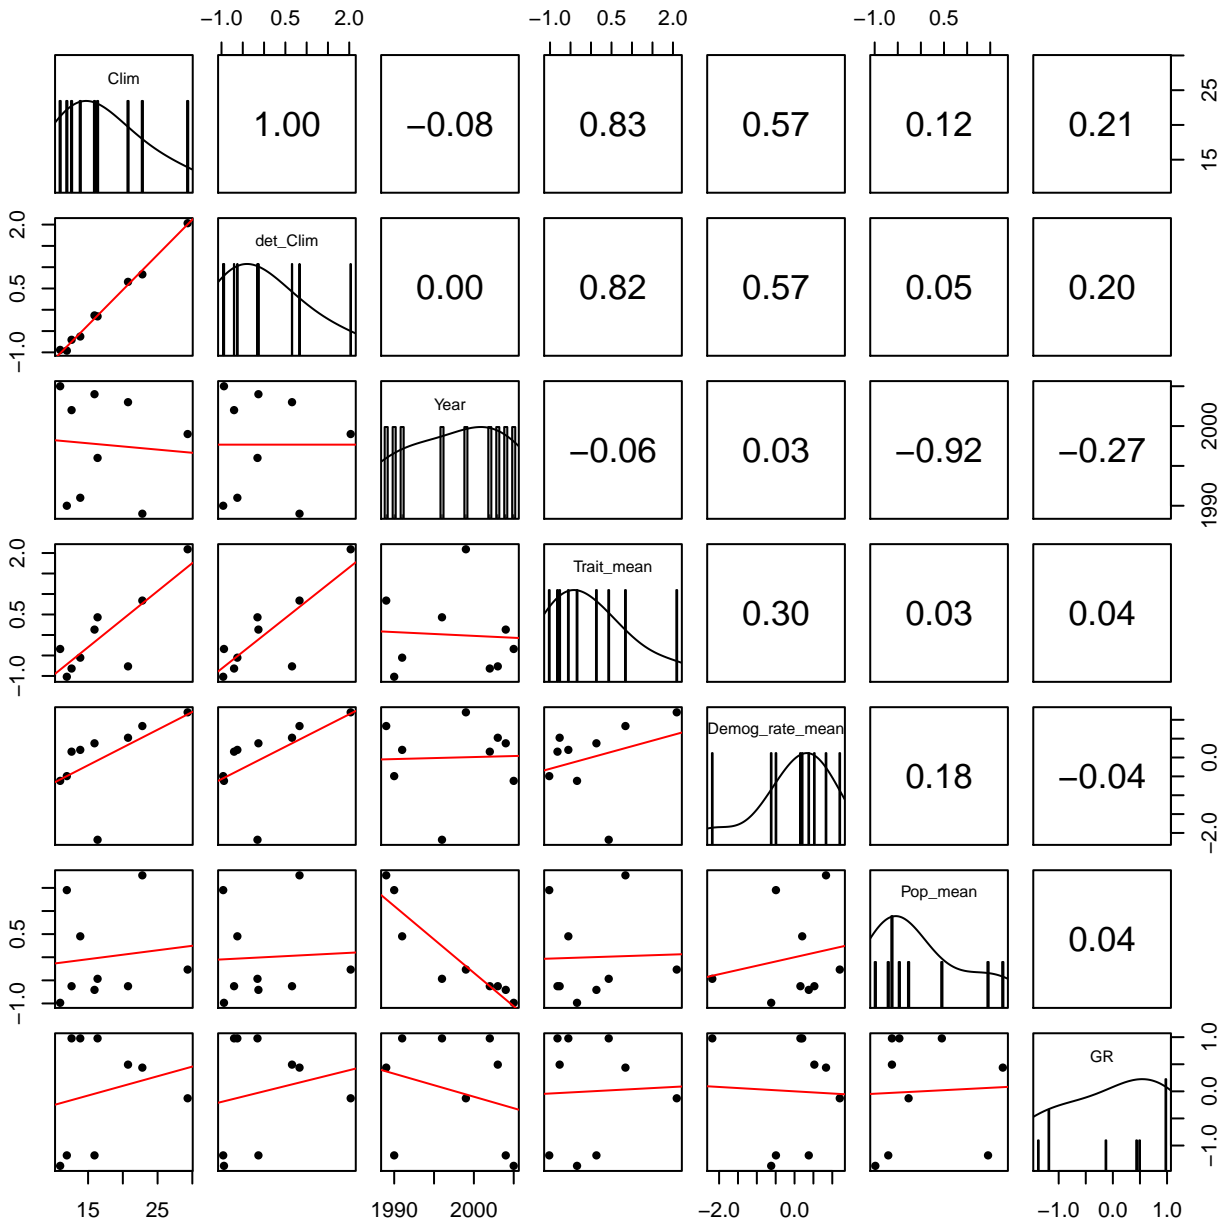 −1.0 0.5 2.0 −1.0 0.5 2.0 −1.0 0.5
Clim
1.00 −0.08 0.83 0.57 0.12 0.21
15 25
−1.0 0.5 2.0
det_Clim
0.00 0.82 0.57 0.05 0.20
Year
−0.06 0.03 −0.92 −0.27
1990 2000
−1.0 0.5 2.0
Trait_mean
0.30 0.03 0.04
Demog_rate_mean
0.18 −0.04
−2.0 0.0
−1.0 0.5
Pop_mean
0.04
GR
−1.0 0.0 1.0
15 25 1990 2000 −2.0 0.0 −1.0 0.0 1.0